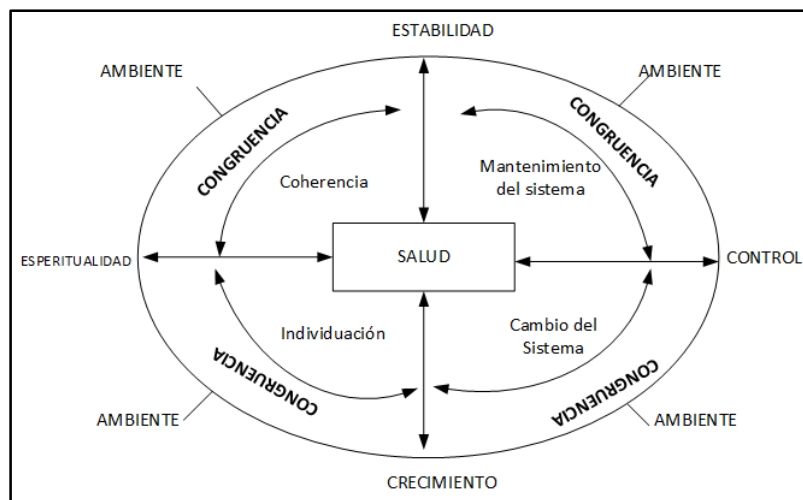 ESTABILIDAD
AMBIENTE
AMBIENTE
CONGRUENCIA
CONGRUENCIA
Coherencia
Mantenimiento
del sistema
ESPERITUALIDAD
SALUD
CONTROL
Individuación
Cambio del
Sistema
CONGRUENCIA
CONGRUENCIA
AMBIENTE
AMBIENTE
CRECIMIENTO